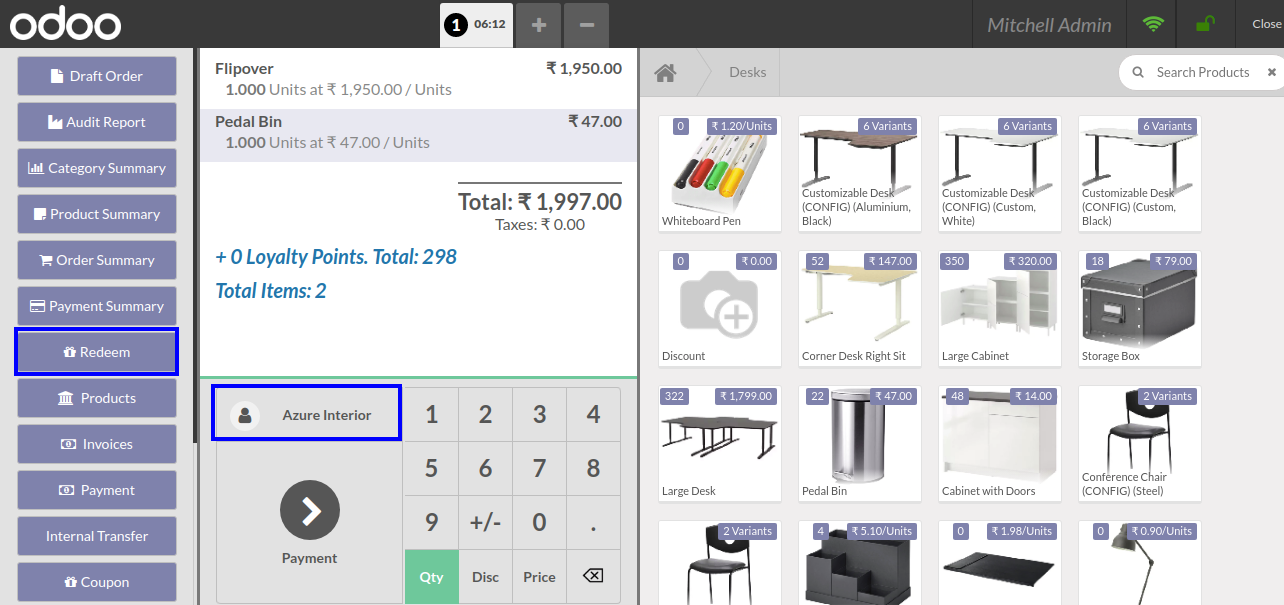 odoo
1 06:12
+
−
Mitchell Admin
Close
Draft Order
Audit Report
Category Summary
Product Summary
Order Summary
Payment Summary
Redeem
Products
Invoices
Payment
Internal Transfer
Coupon
Flipover ₹ 1,950.00
1.000 Units at ₹ 1,950.00 / Units
Pedal Bin ₹ 47.00
1.000 Units at ₹ 47.00 / Units
Total: ₹ 1,997.00
Taxes: ₹ 0.00
+ 0 Loyalty Points. Total: 298
Total Items: 2
Azure Interior
Payment
1 2 3 4
5 6 7 8
9 +/- 0 .
Qty Disc Price
Desks
Search Products
0 ₹ 1.20/Units
Whiteboard Pen
6 Variants
Customizable Desk
(CONFIG) (Aluminium,
Black)
6 Variants
Customizable Desk
(CONFIG) (Custom,
White)
6 Variants
Customizable Desk
(CONFIG) (Custom,
Black)
0 ₹ 0.00
Discount
52 ₹ 147.00
Corner Desk Right Sit
350 ₹ 320.00
Large Cabinet
18 ₹ 79.00
Storage Box
322 ₹ 1,799.00
Large Desk
22 ₹ 47.00
Pedal Bin
48 ₹ 14.00
Cabinet with Doors
2 Variants
Conference Chair
(CONFIG) (Steel)
2 Variants
4 ₹ 5.10/Units
0 ₹ 1.98/Units
0 ₹ 0.90/Units